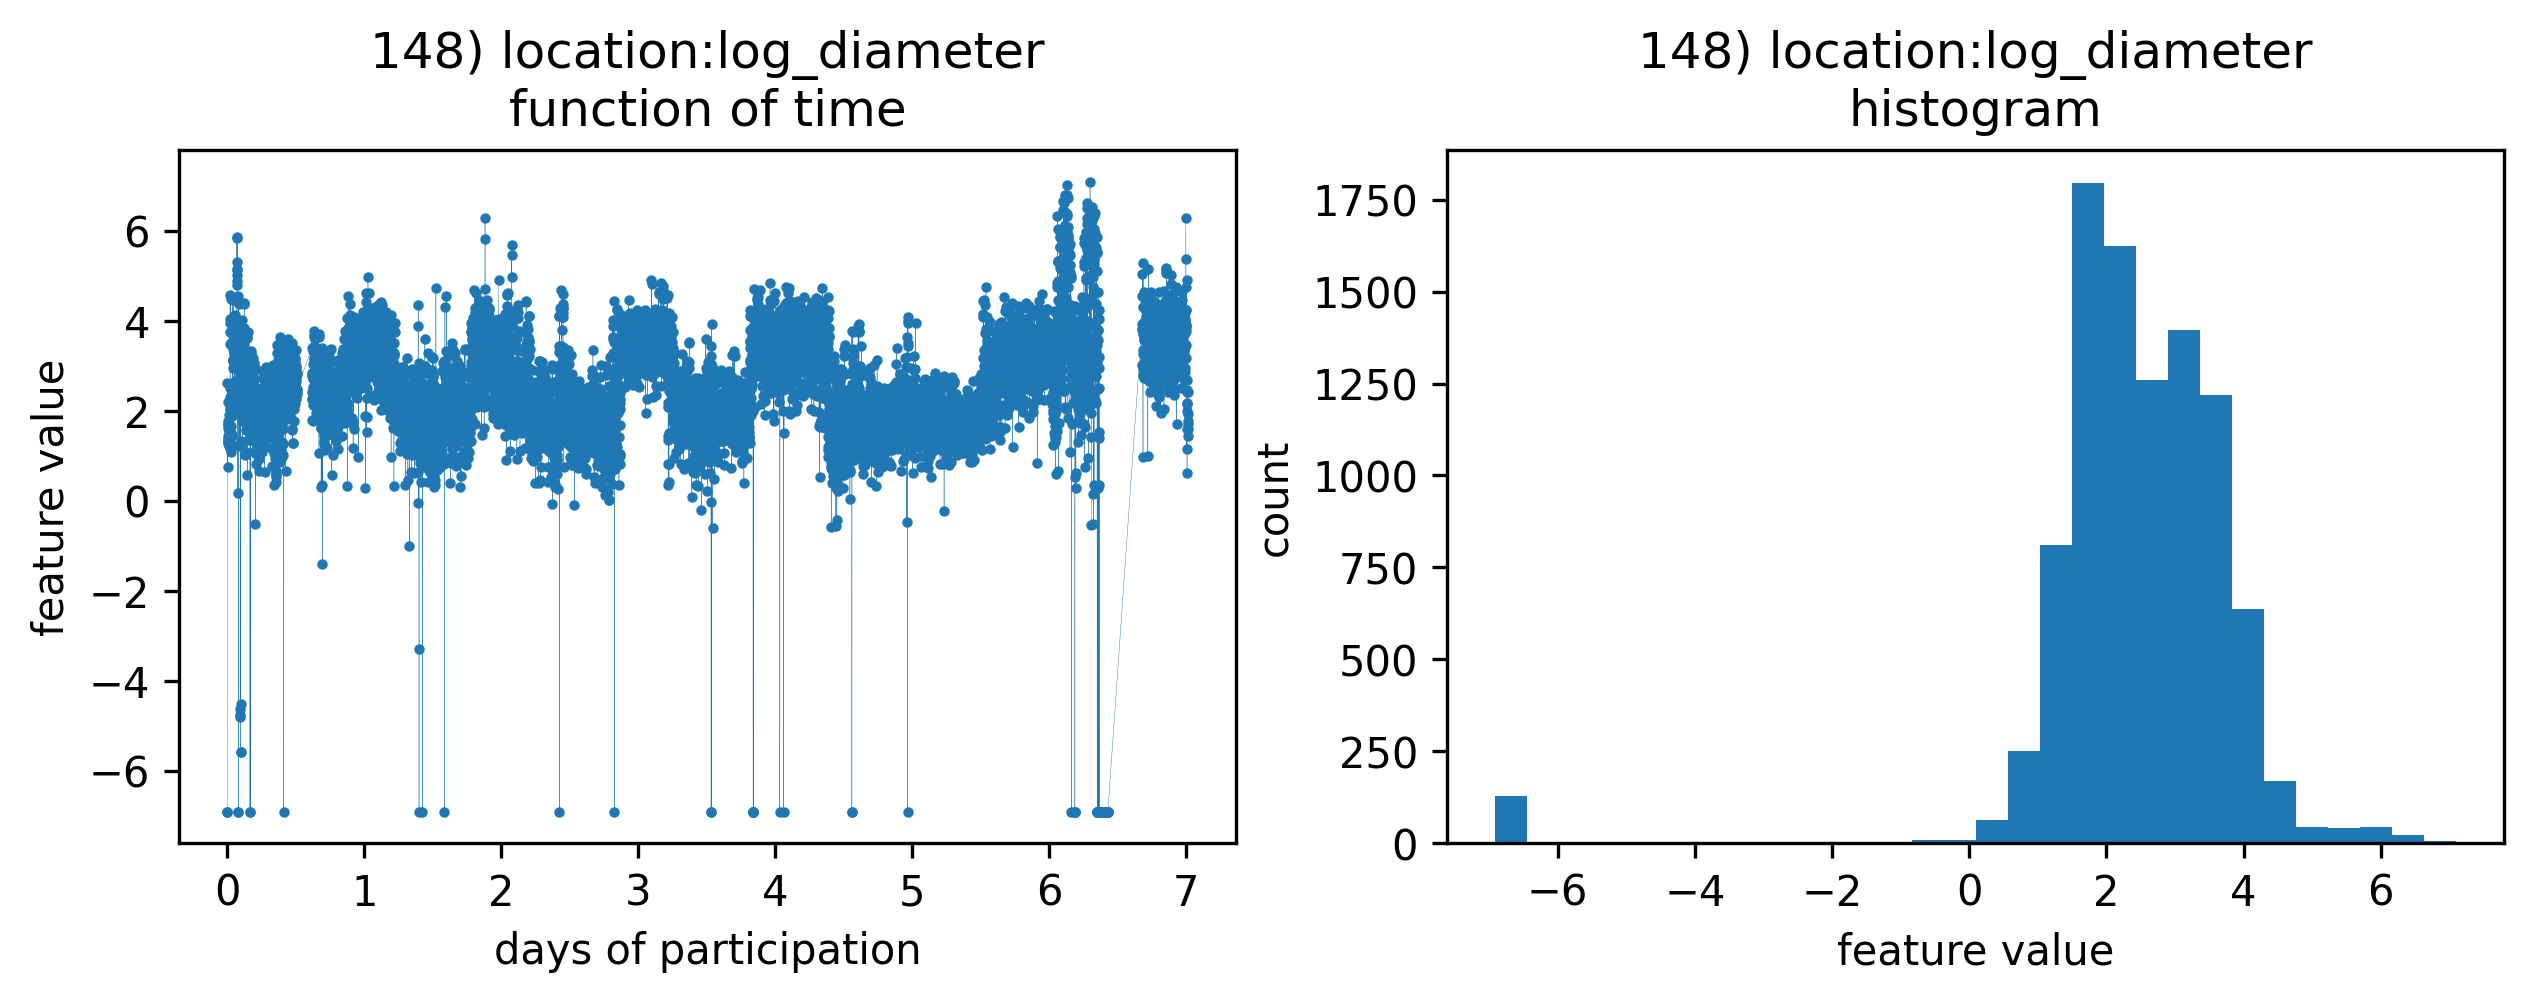 148) location:log_diameter
function of time
feature value
6
4
2
0
−2
−4
−6
0 1 2 3 4 5 6 7
days of participation
148) location:log_diameter
histogram
count
1750
1500
1250
1000
750
500
250
0
−6 −4 −2 0 2 4 6
feature value